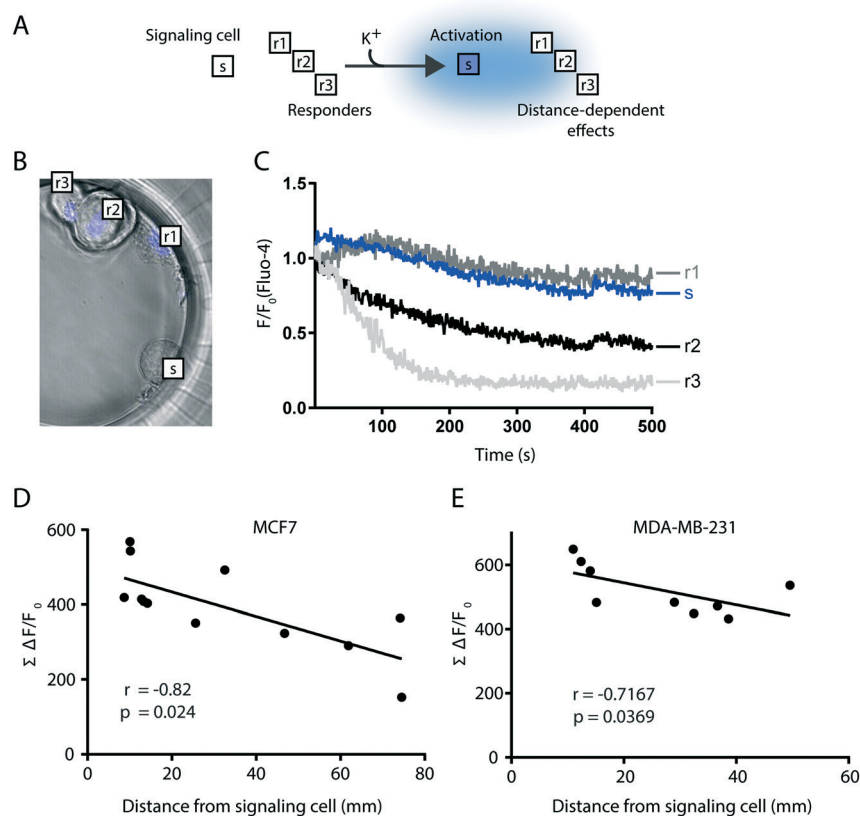 A
Signaling cell
s
r1
r2
r3
Responders
K+
Activation
s
r1
r2
r3
Distance-dependent
effects
B
r3
r2
r1
s
C
F/F0(Fluo-4)
1.5
1.0
0.5
0.0
100
200
300
400
500
Time (s)
r1
s
r2
r3
D
MCF7
Σ ΔF/F0
600
400
200
0
r = -0.82
p = 0.024
0
20
40
60
80
Distance from signaling cell (mm)
E
MDA-MB-231
Σ ΔF/F0
600
400
200
0
r = -0.7167
p = 0.0369
0
20
40
60
Distance from signaling cell (mm)